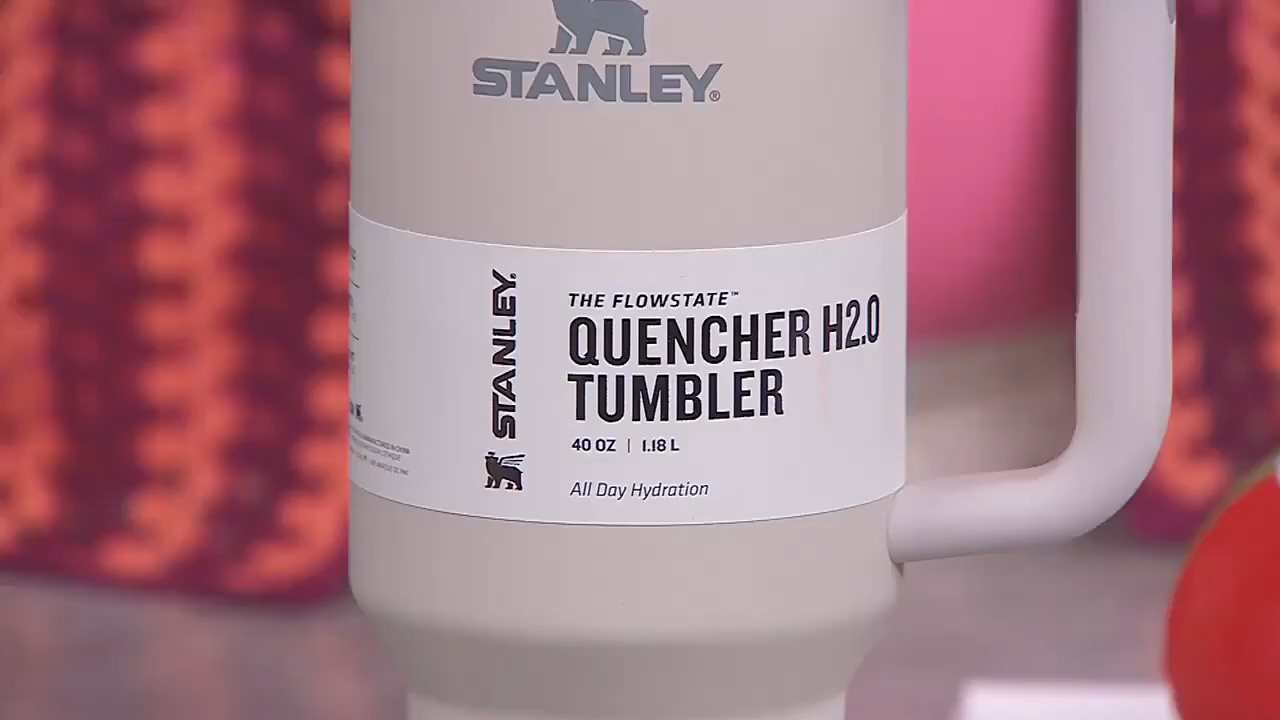 STANLEY®
STANLEY®
THE FLOWSTATE™
QUENCHER H2.0
TUMBLER
40 OZ | 1.18 L
All Day Hydration